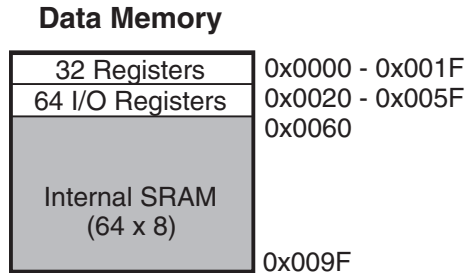 Data Memory
32 Registers 0x0000 - 0x001F
64 I/O Registers 0x0020 - 0x005F
0x0060
Internal SRAM
(64 x 8)
0x009F